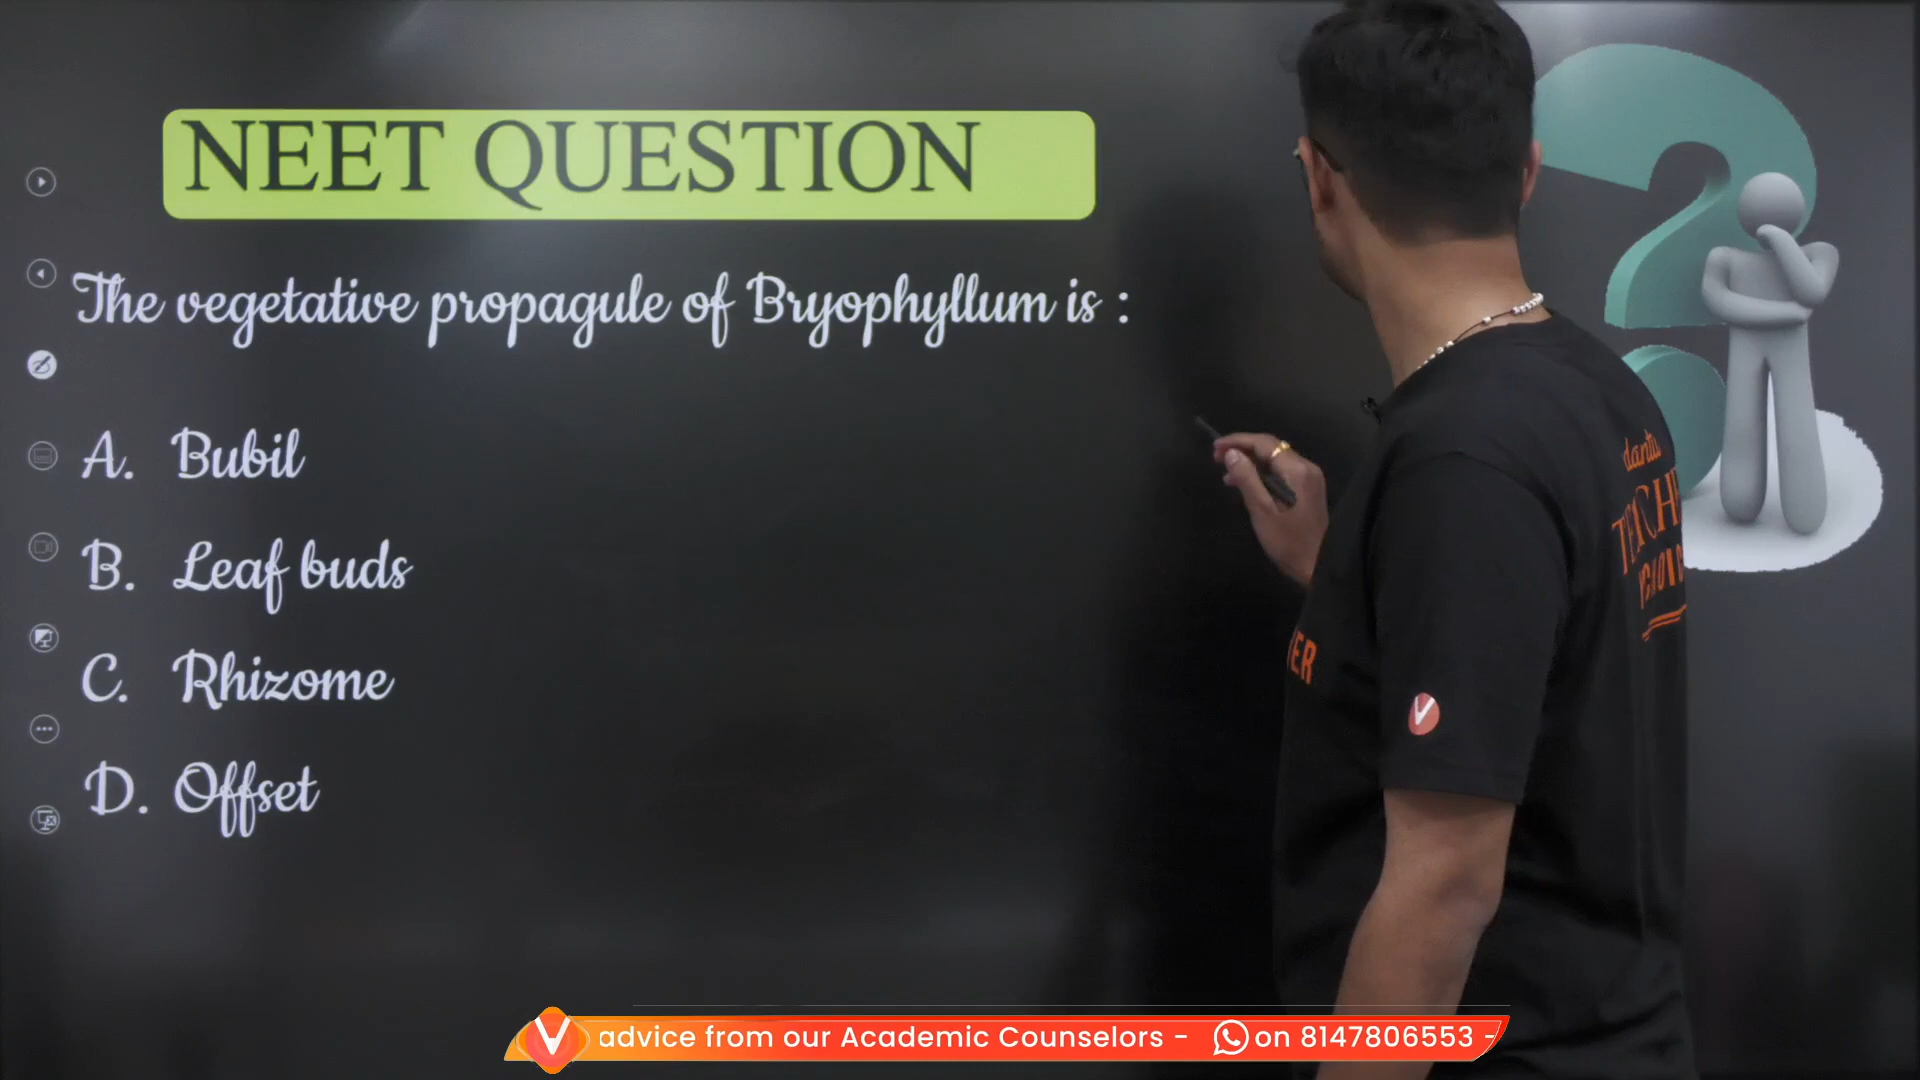 NEET QUESTION
The vegetative propagule of Bryophyllum is :
A. Bubil
B. Leaf buds
C. Rhizome
D. Offset
ER
V
advice from our Academic Counselors - on 8147806553 -